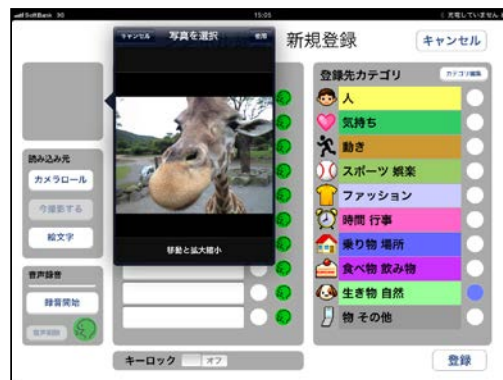 SoftBank 3G
15:05
充電していません
キャンセル
写真を選択
使用
新規登録
キャンセル
登録先カテゴリ
カテゴリ編集
人
気持ち
動き
スポーツ 娯楽
ファッション
時間 行事
乗り物 場所
食べ物 飲み物
生き物 自然
物 その他
読み込み元
カメラロール
今撮影する
絵文字
移動と拡大縮小
音声録音
録音開始
音声削除
キーロック
オフ
登録